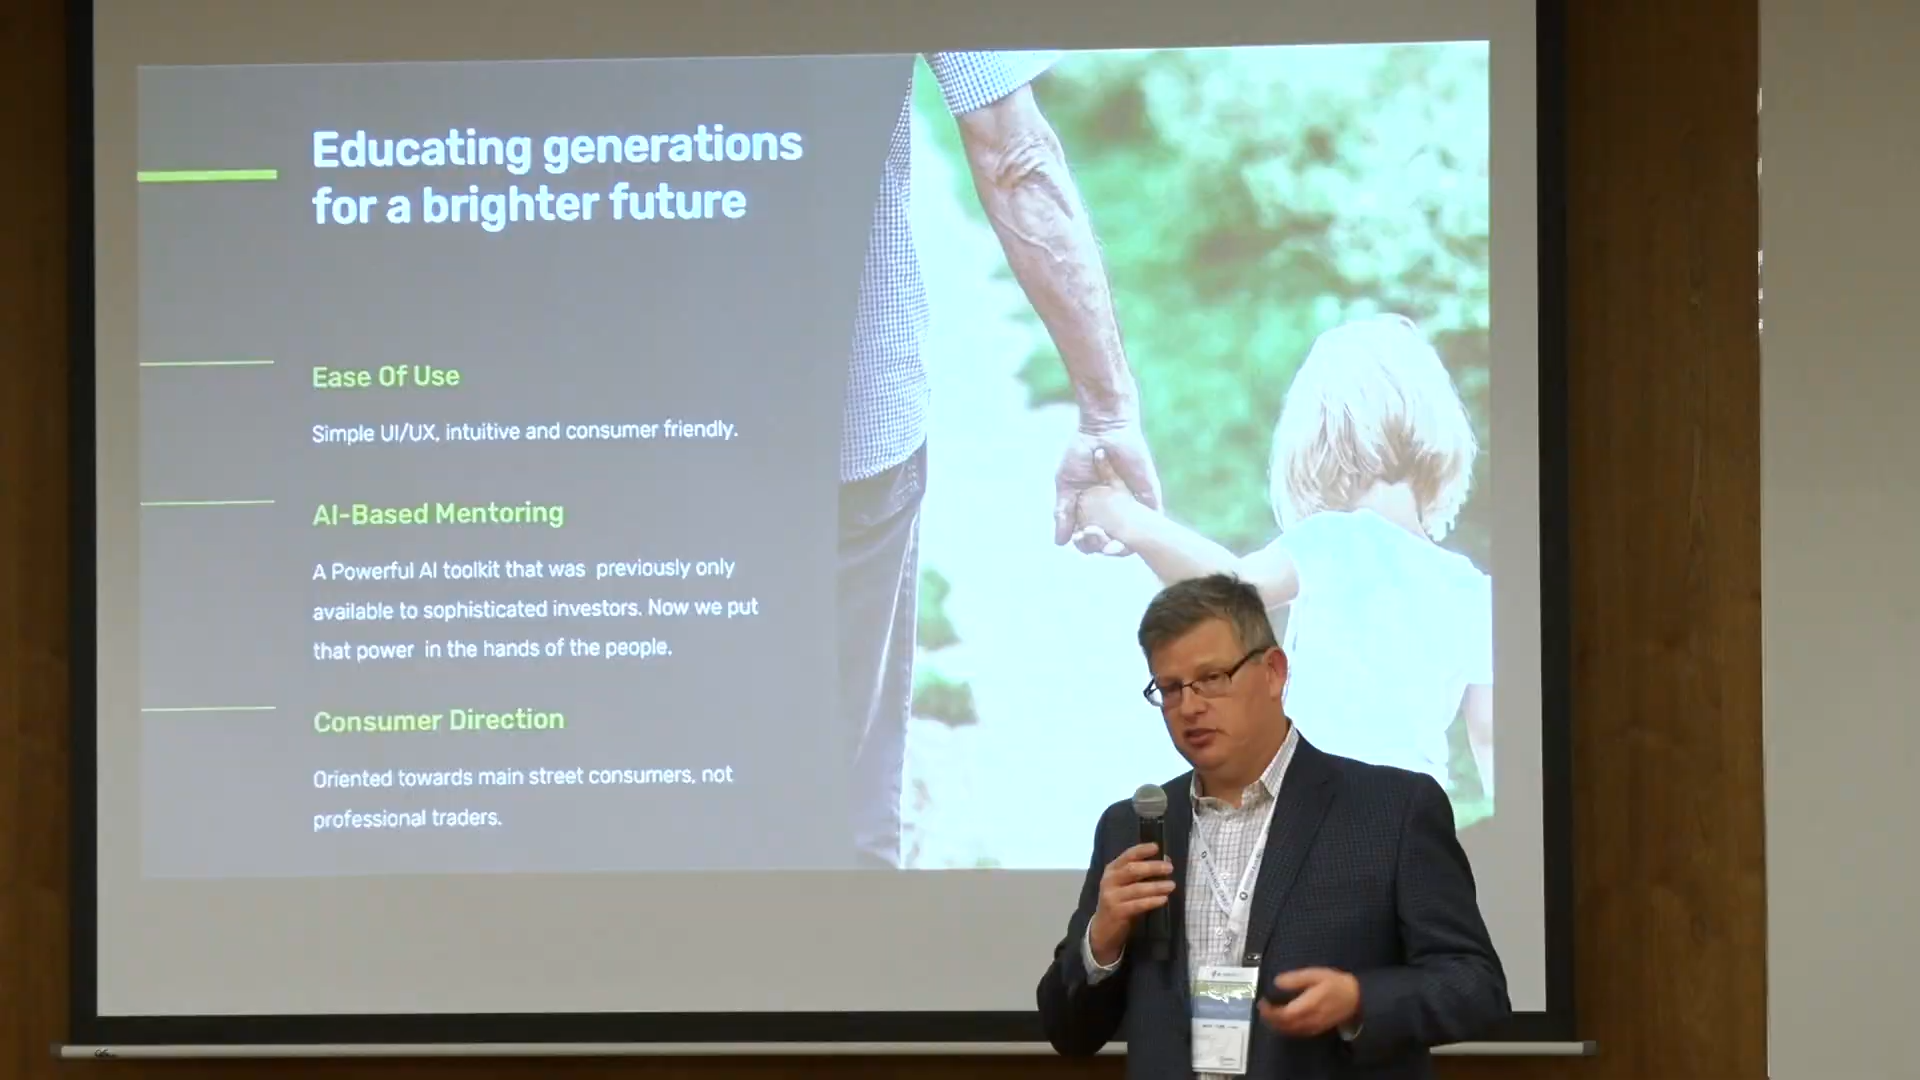 Educating generations
for a brighter future
Ease Of Use
Simple UI/UX, intuitive and consumer friendly.
AI-Based Mentoring
A Powerful AI toolkit that was previously only
available to sophisticated investors. Now we put
that power in the hands of the people.
Consumer Direction
Oriented towards main street consumers, not
professional traders.